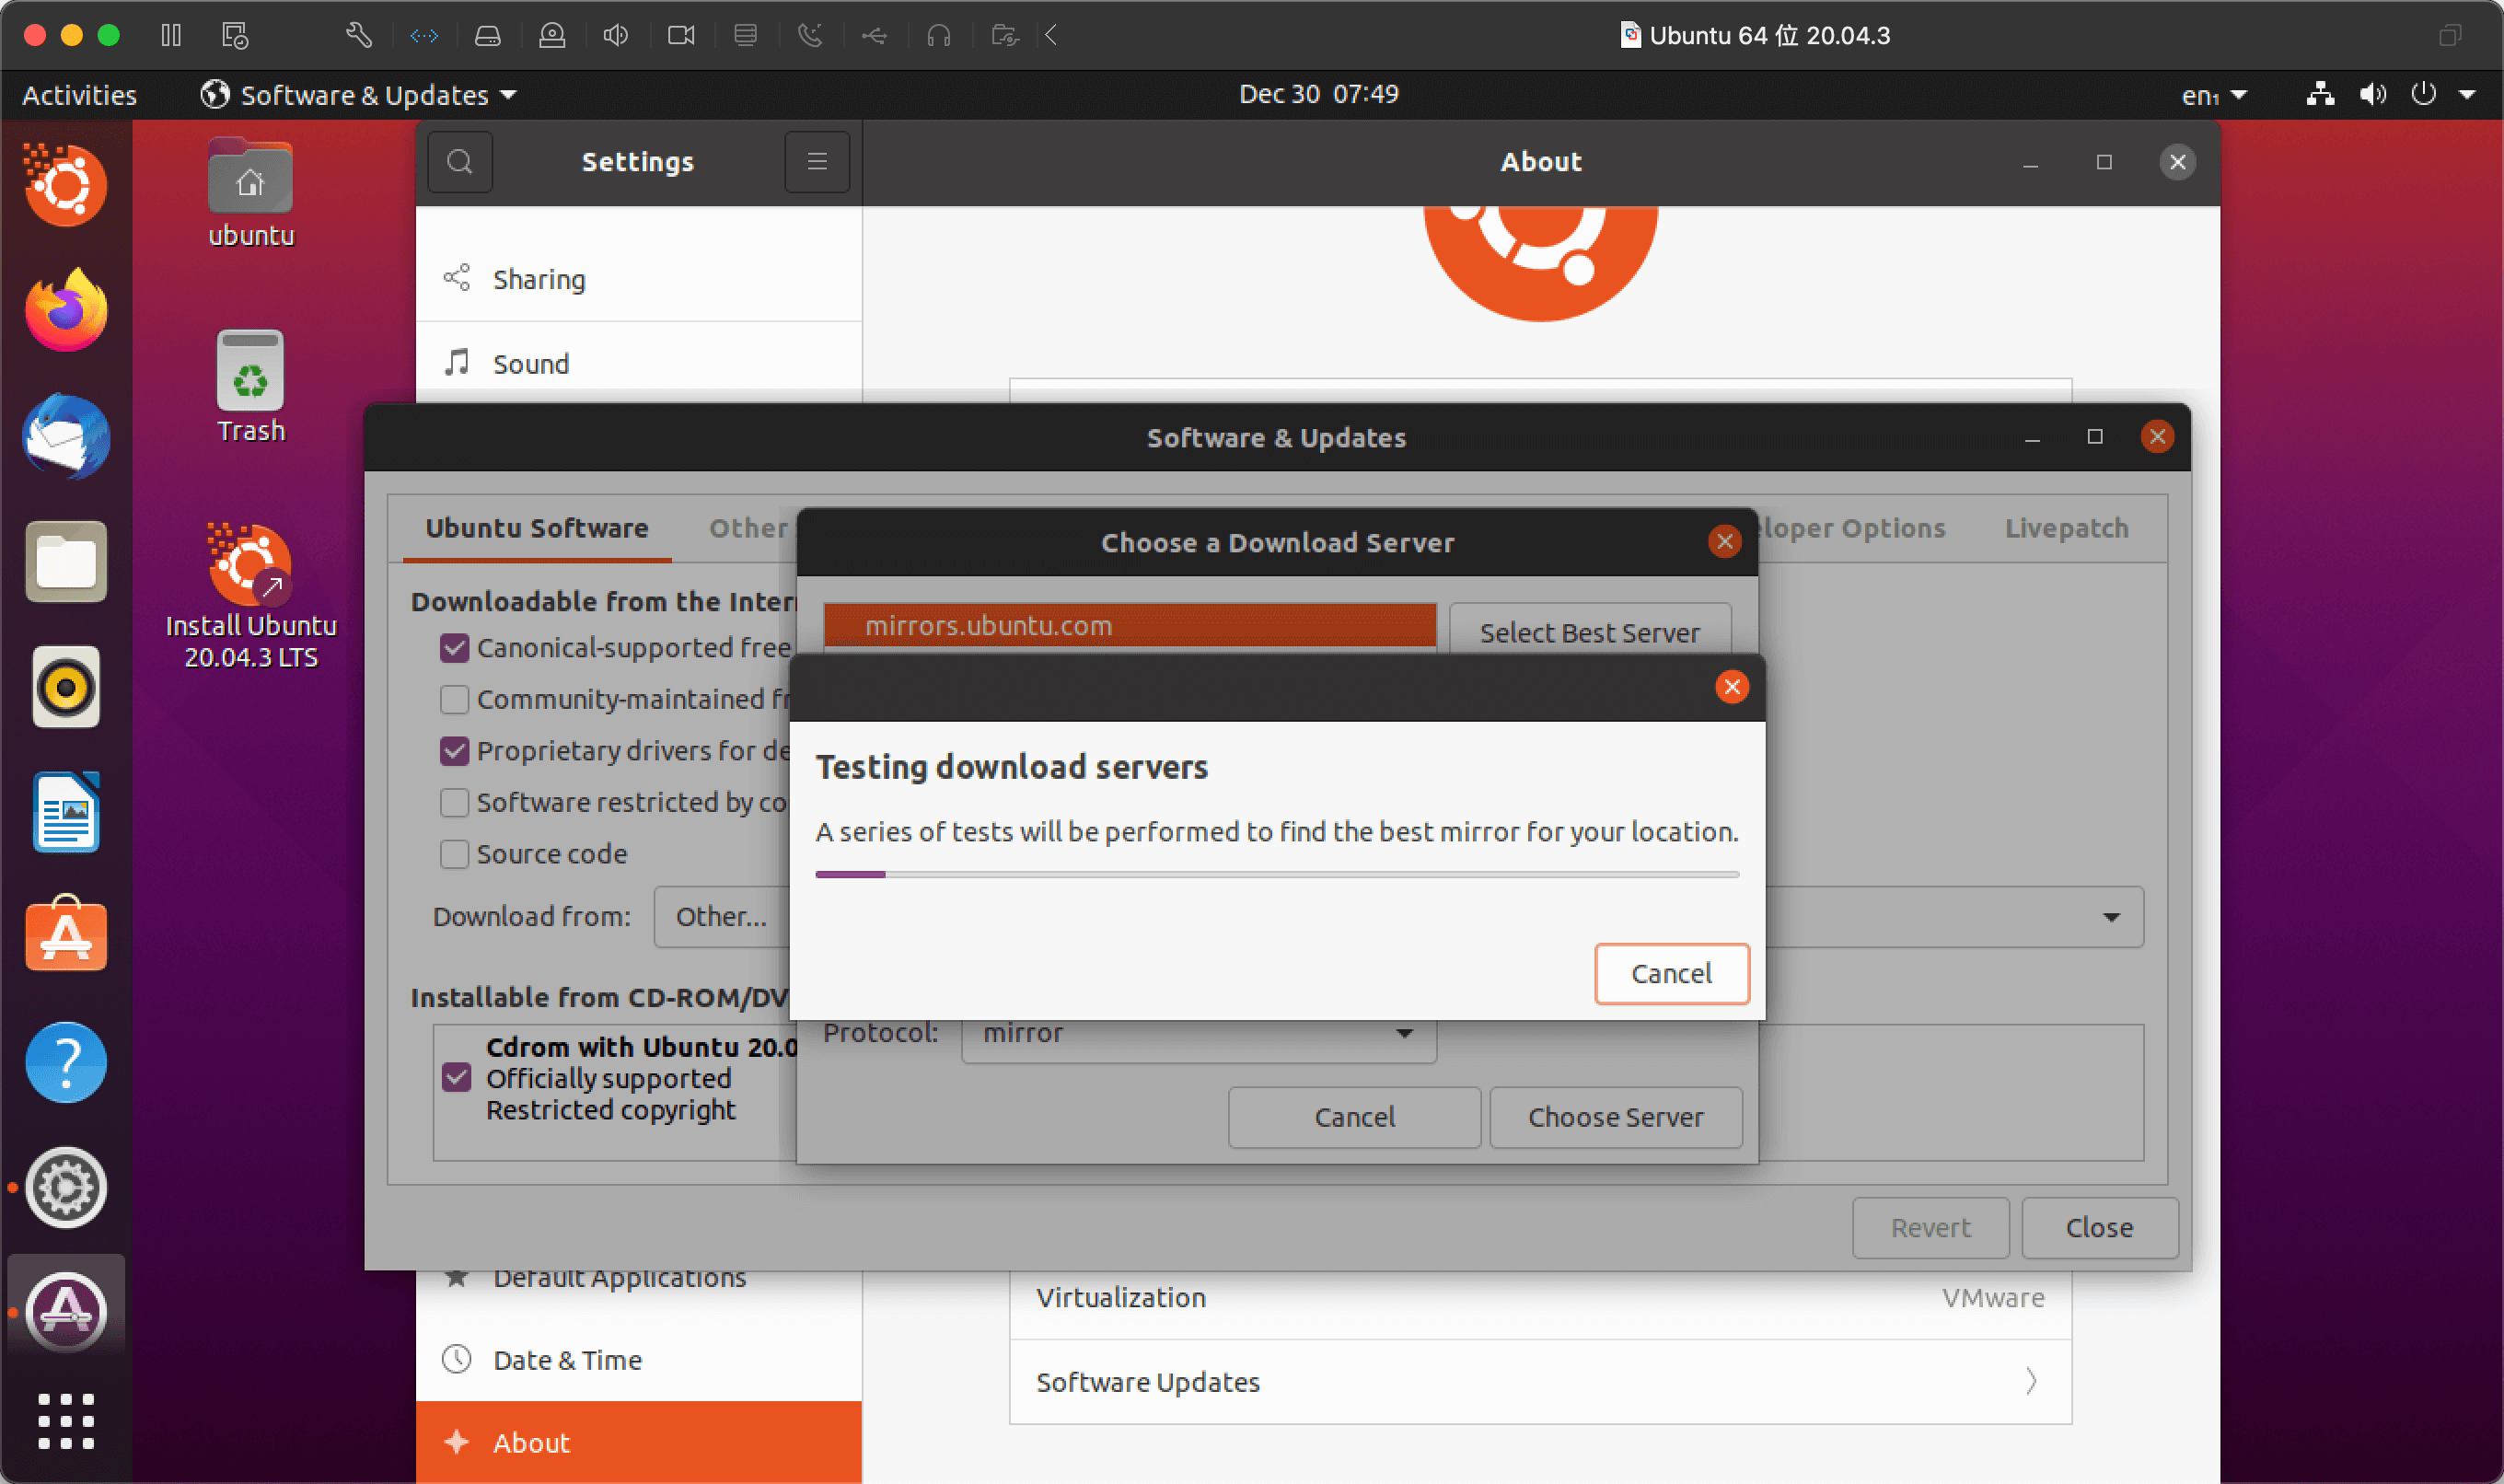 Ubuntu 64 位 20.04.3
Activities
Software & Updates
Dec 30 07:49
en₁
ubuntu
Trash
Install Ubuntu
20.04.3 LTS
Settings
About
Sharing
Sound
Software & Updates
Ubuntu Software
Other
loper Options
Livepatch
Downloadable from the Intern
Canonical-supported free
Community-maintained fr
Proprietary drivers for de
Software restricted by co
Source code
Download from:
Other...
Installable from CD-ROM/DV
Cdrom with Ubuntu 20.0
Officially supported
Restricted copyright
Choose a Download Server
mirrors.ubuntu.com
Select Best Server
Testing download servers
A series of tests will be performed to find the best mirror for your location.
Cancel
Protocol:
mirror
Cancel
Choose Server
Revert
Close
Default Applications
Date & Time
About
Virtualization
VMware
Software Updates